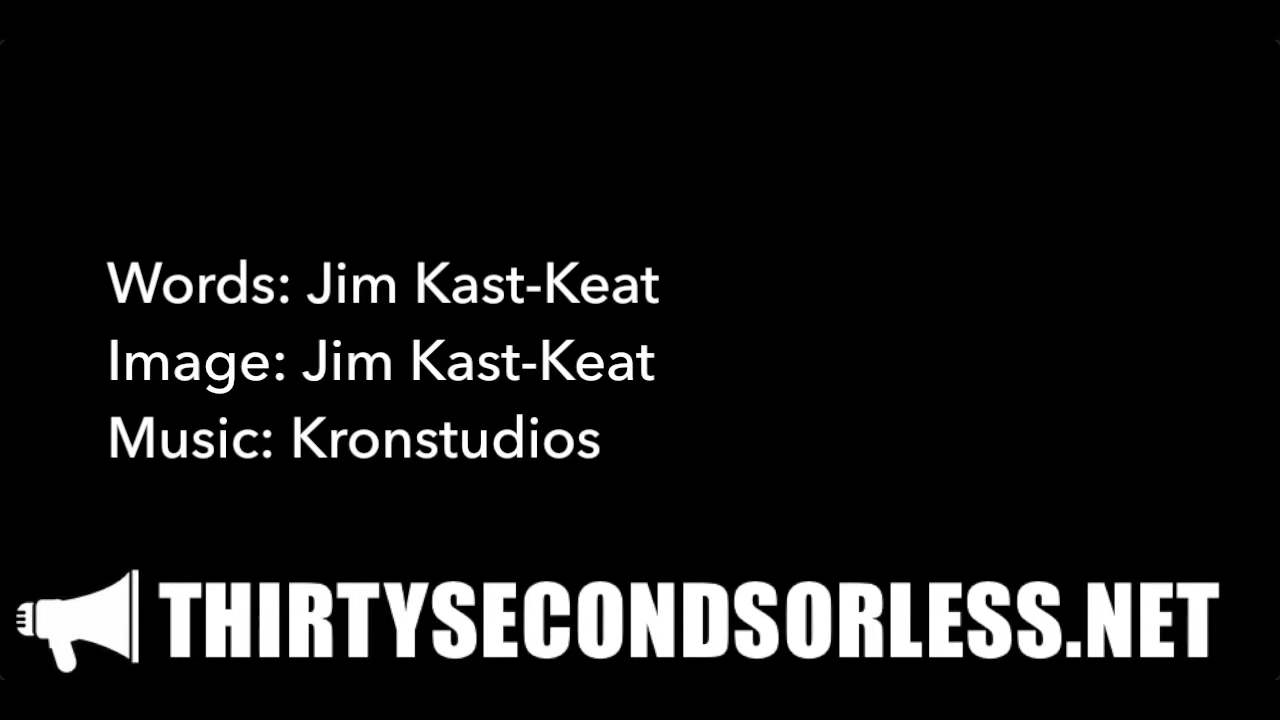 Words: Jim Kast-Keat
Image: Jim Kast-Keat
Music: Kronstudios
THIRTYSECONDSORLESS.NET